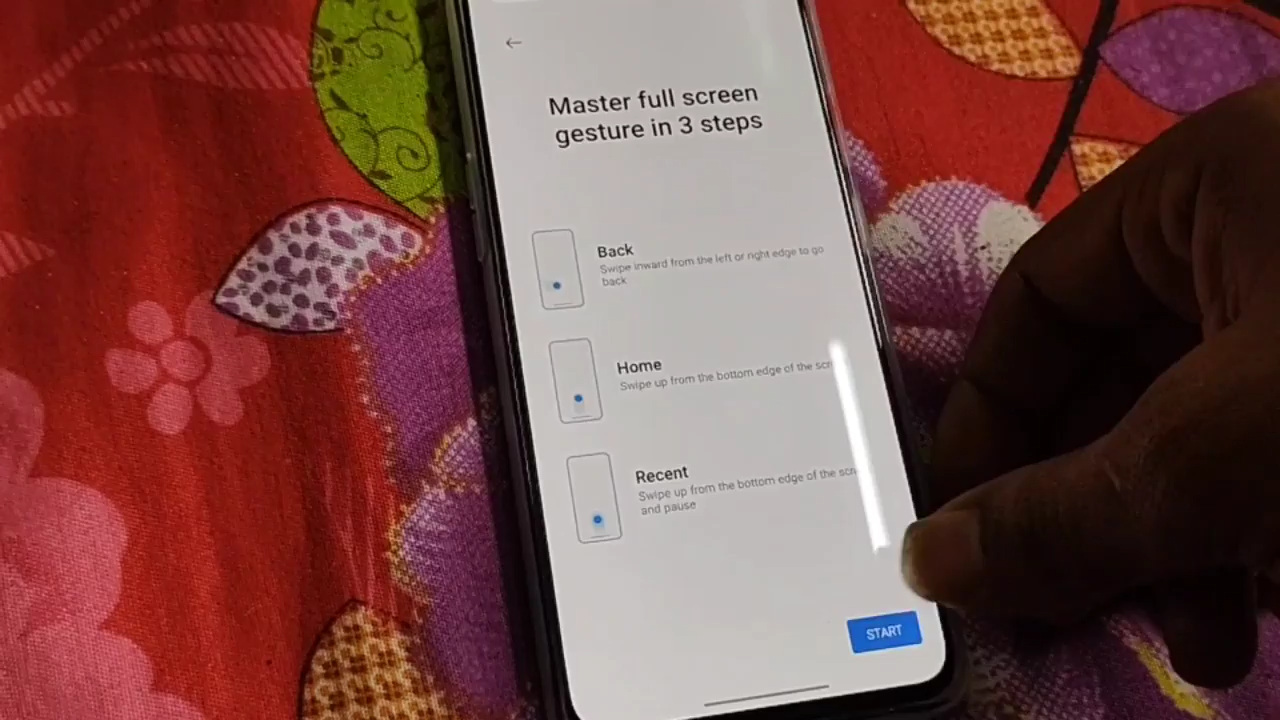 Master full screen
gesture in 3 steps
Back
Swipe inward from the left or right edge to go
back
Home
Swipe up from the bottom edge of the
Recent
Swipe up from the bottom edge of the
and pause
START